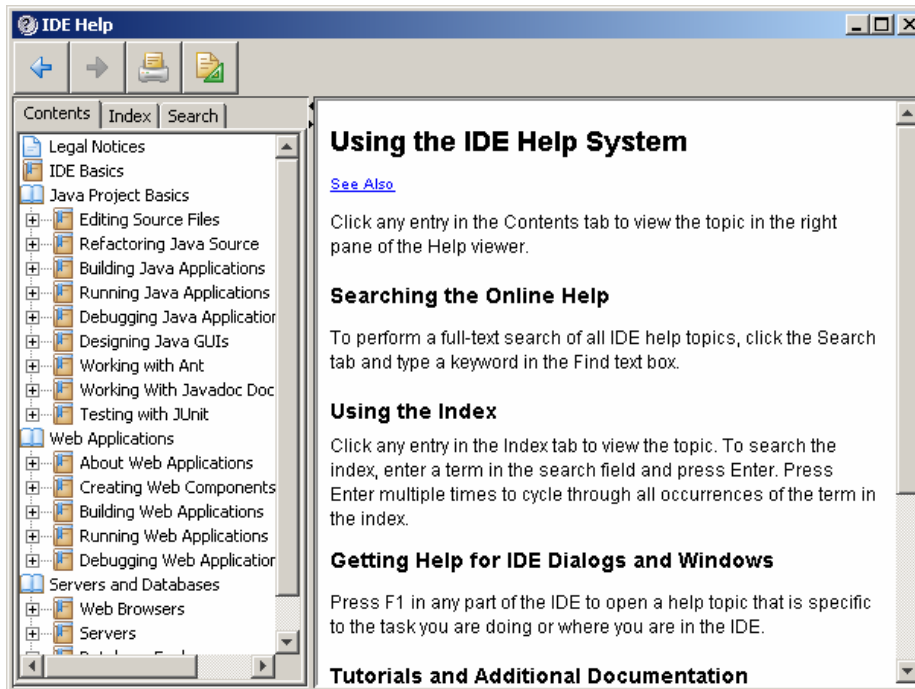 IDE Help
Contents
Index
Search
Legal Notices
IDE Basics
Java Project Basics
Editing Source Files
Refactoring Java Source
Building Java Applications
Running Java Applications
Debugging Java Application
Designing Java GUIs
Working with Ant
Working With Javadoc Doc
Testing with JUnit
Web Applications
About Web Applications
Creating Web Components
Building Web Applications
Running Web Applications
Debugging Web Application
Servers and Databases
Web Browsers
Servers
Using the IDE Help System
See Also
Click any entry in the Contents tab to view the topic in the right
pane of the Help viewer.
Searching the Online Help
To perform a full-text search of all IDE help topics, click the Search
tab and type a keyword in the Find text box.
Using the Index
Click any entry in the Index tab to view the topic. To search the
index, enter a term in the search field and press Enter. Press
Enter multiple times to cycle through all occurrences of the term in
the index.
Getting Help for IDE Dialogs and Windows
Press F1 in any part of the IDE to open a help topic that is specific
to the task you are doing or where you are in the IDE.
Tutorials and Additional Documentation